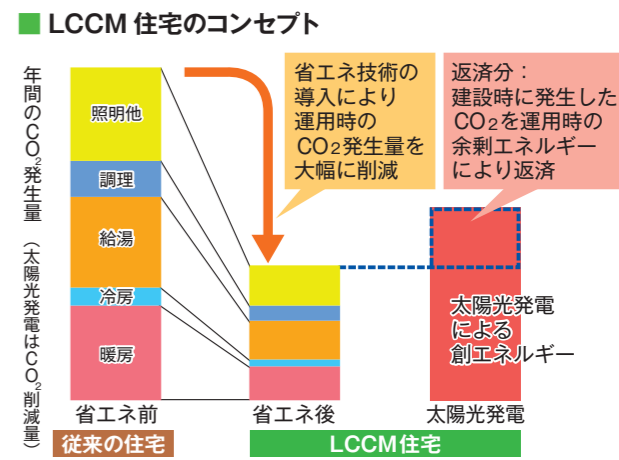 LCCM 住宅のコンセプト
年間のCO₂発生量（太陽光発電はCO₂削減量）
照明他
調理
給湯
冷房
暖房
省エネ技術の
導入により
運用時の
CO2発生量を
大幅に削減
返済分：
建設時に発生した
CO2を運用時の
余剰エネルギー
により返済
太陽光発電
による
創エネルギー
省エネ前
省エネ後
太陽光発電
従来の住宅
LCCM住宅